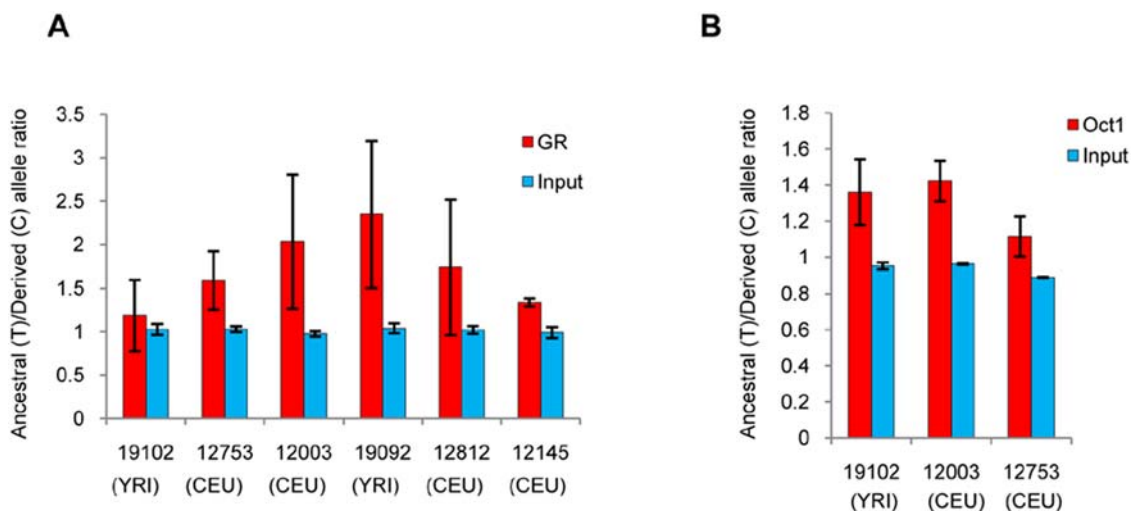 A
Ancestral (T)/Derived (C) allele ratio
3.5
3
2.5
2
1.5
1
0.5
0
GR
Input
19102 12753 12003 19092 12812 12145
(YRI) (CEU) (CEU) (YRI) (CEU) (CEU)
B
Ancestral (T)/Derived (C) allele ratio
1.8
1.6
1.4
1.2
1
0.8
0.6
0.4
0.2
0
Oct1
Input
19102 12003 12753
(YRI) (CEU) (CEU)